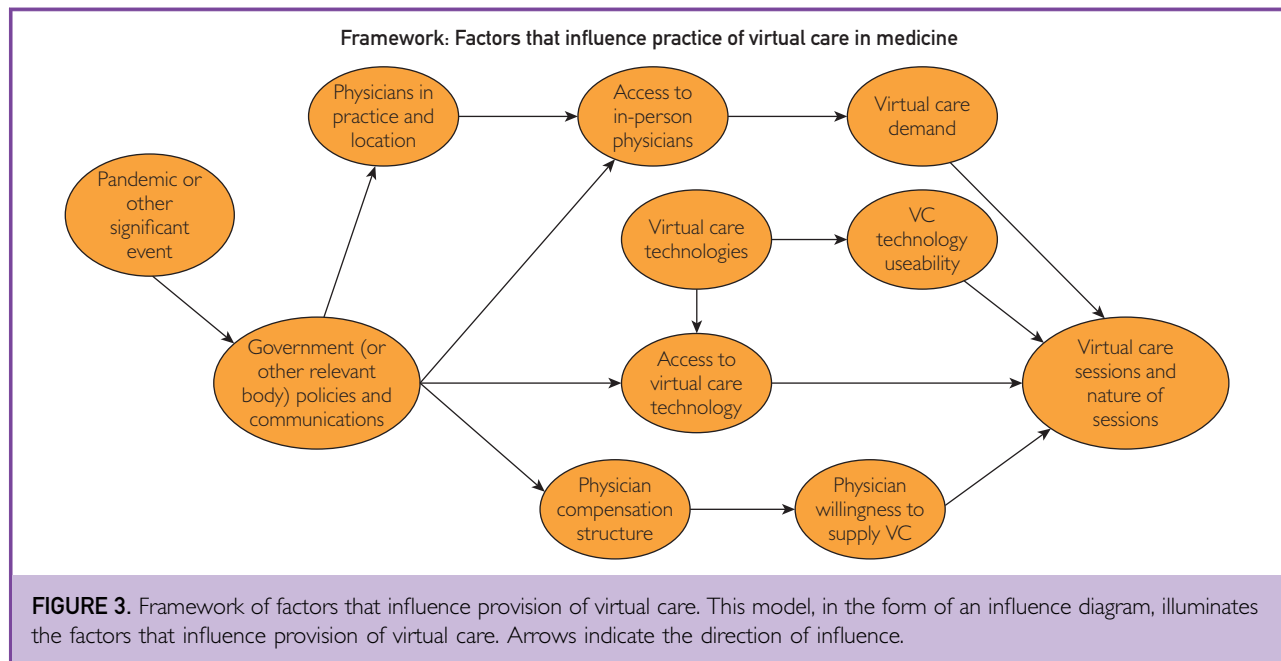 Framework: Factors that influence practice of virtual care in medicine
Physicians in
practice and
location
Access to
in-person
physicians
Virtual care
demand
Pandemic or
other
significant
event
Virtual care
technologies
VC
technology
useability
Government (or
other relevant
body) policies and
communications
Access to
virtual care
technology
Virtual care
sessions and
nature of
sessions
Physician
compensation
structure
Physician
willingness to
supply VC
FIGURE 3. Framework of factors that influence provision of virtual care. This model, in the form of an influence diagram, illuminates
the factors that influence provision of virtual care. Arrows indicate the direction of influence.